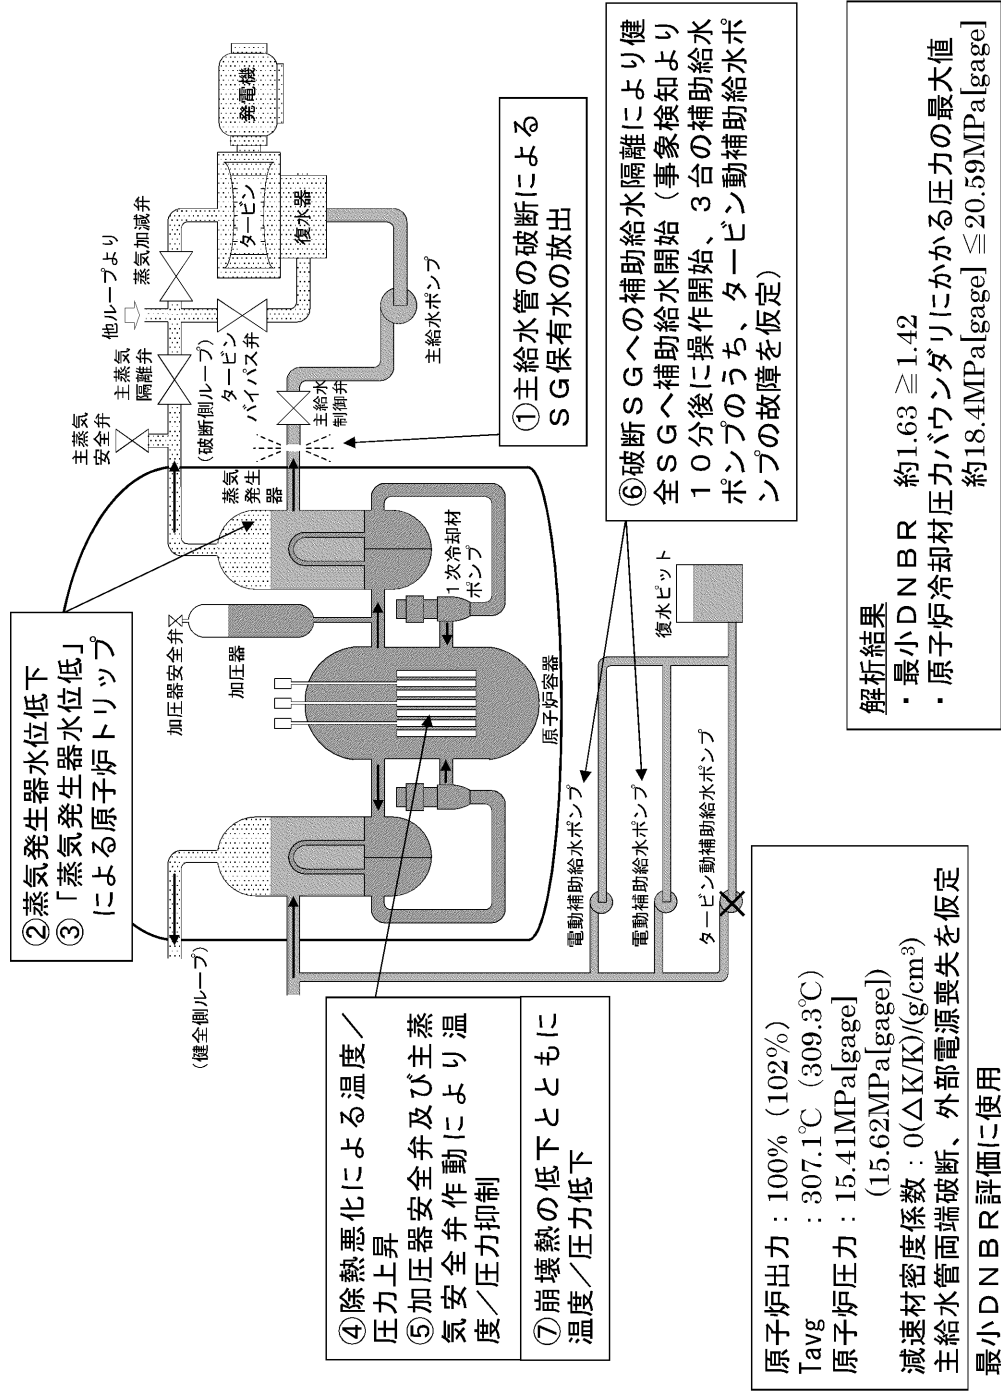 ②蒸気発生器水位低下
③「蒸気発生器水位低」
による原子炉トリップ
主蒸気
安全弁
主蒸気
隔離弁
他ループより
蒸気加減弁
(破断側ループ)
タービン
バイパス弁
タービン
発電機
復水器
主給水ポンプ
主給水
制御弁
蒸気
発生
器
①主給水管の破断による
SG保有水の放出
加圧器安全弁
加圧器
1次冷却材
ポンプ
原子炉容器
(健全側ループ)
④除熱悪化による温度/
圧力上昇
⑤加圧器安全弁及び主蒸
気安全弁作動により温
度/圧力抑制
⑦崩壊熱の低下とともに
温度/圧力低下
電動補助給水ポンプ
電動補助給水ポンプ
タービン動補助給水ポンプ
復水ピット
⑥破断SGへの補助給水隔離により健
全SGへ補助給水開始(事象検知より
10分後に操作開始、3台の補助給水
ポンプのうち、タービン動補助給水ポ
ンプの故障を仮定)
原子炉出力:100%(102%)
Tavg :307.1℃(309.3℃)
原子炉圧力:15.41MPa[gage]
(15.62MPa[gage])
減速材密度係数:0(△K/K)/(g/cm³)
主給水管両端破断、外部電源喪失を仮定
最小DNBR評価に使用
解析結果
・最小DNBR 約1.63≧1.42
・原子炉冷却材圧力バウンダリにかかる圧力の最大値
約18.4MPa[gage]≦20.59MPa[gage]